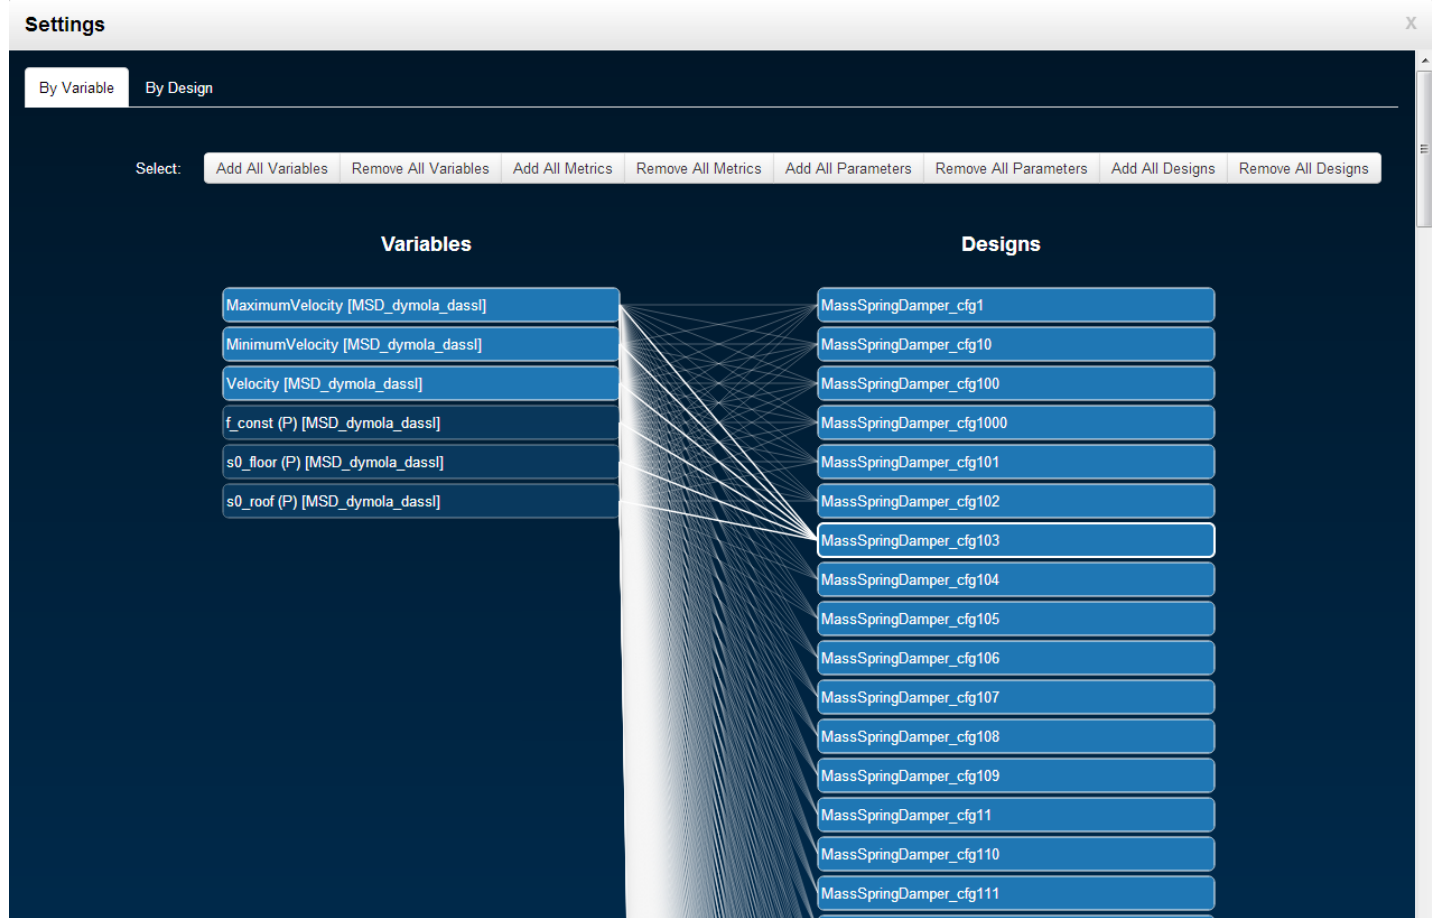 Settings
X
By Variable By Design
Select: Add All Variables Remove All Variables Add All Metrics Remove All Metrics Add All Parameters Remove All Parameters Add All Designs Remove All Designs
Variables Designs
MaximumVelocity [MSD_dymola_dassl] MassSpringDamper_cfg1
MinimumVelocity [MSD_dymola_dassl] MassSpringDamper_cfg10
Velocity [MSD_dymola_dassl] MassSpringDamper_cfg100
f_const (P) [MSD_dymola_dassl] MassSpringDamper_cfg1000
s0_floor (P) [MSD_dymola_dassl] MassSpringDamper_cfg101
s0_roof (P) [MSD_dymola_dassl] MassSpringDamper_cfg102
MassSpringDamper_cfg103
MassSpringDamper_cfg104
MassSpringDamper_cfg105
MassSpringDamper_cfg106
MassSpringDamper_cfg107
MassSpringDamper_cfg108
MassSpringDamper_cfg109
MassSpringDamper_cfg11
MassSpringDamper_cfg110
MassSpringDamper_cfg111